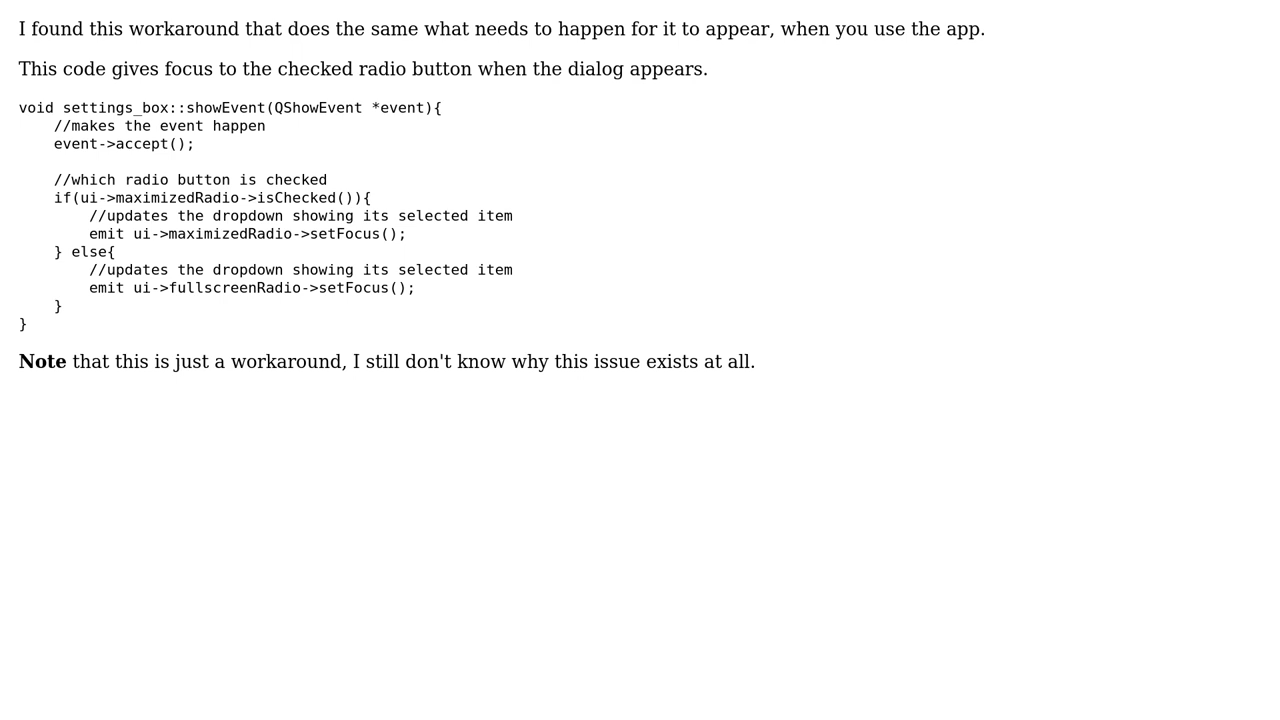 I found this workaround that does the same what needs to happen for it to appear, when you use the app.
This code gives focus to the checked radio button when the dialog appears.
void settings_box::showEvent(QShowEvent *event){
    //makes the event happen
    event->accept();

    //which radio button is checked
    if(ui->maximizedRadio->isChecked()){
        //updates the dropdown showing its selected item
        emit ui->maximizedRadio->setFocus();
    } else{
        //updates the dropdown showing its selected item
        emit ui->fullscreenRadio->setFocus();
    }
}
Note that this is just a workaround, I still don't know why this issue exists at all.